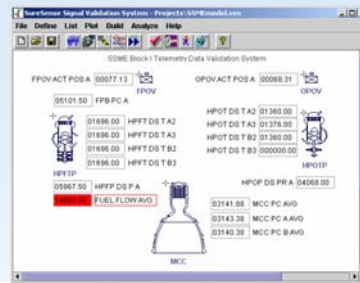 SureSense Signal Validation System - Projects\SSMEmodel.svm
File Define List Plot Build Analyze Help
SSME Block I Telemetry Data Validation System
FPOV ACT POS A 00077.13
FPOV
OPOV ACT POS A 00068.31
OPOV
05101.50 FPB PC A
01696.00 HPFT DS T A2
01696.00 HPFT DS T A3
01696.00 HPFT DS T B2
01696.00 HPFT DS T B3
HPFTP
HPOT DS T A2 01360.00
HPOT DS T A3 01376.00
HPOT DS T B2 01360.00
HPOT DS T B3 000000.00
HPOTP
05967.50 HPFP DS P A
FUEL FLOW AVG
HPOP DS PR A 04068.00
03141.88 MCC PC AVG
03143.38 MCC PC A AVG
03140.38 MCC PC B AVG
MCC